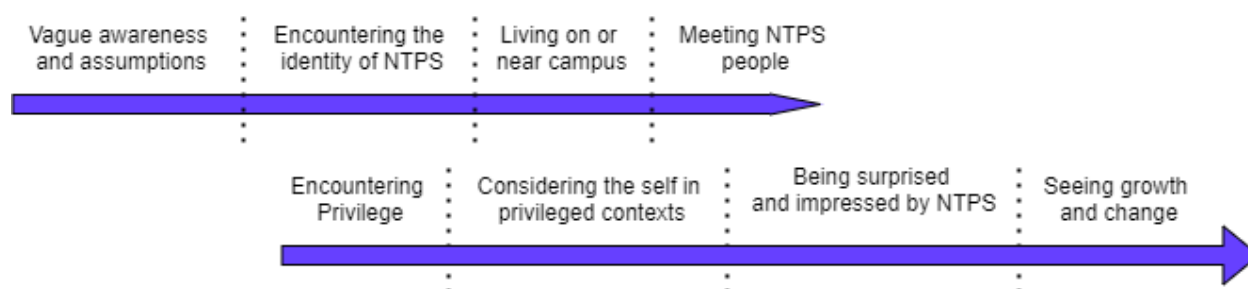 Vague awareness
and assumptions
Encountering the
identity of NTPS
Living on or
near campus
Meeting NTPS
people
Encountering
Privilege
Considering the self in
privileged contexts
Being surprised
and impressed by NTPS
Seeing growth
and change